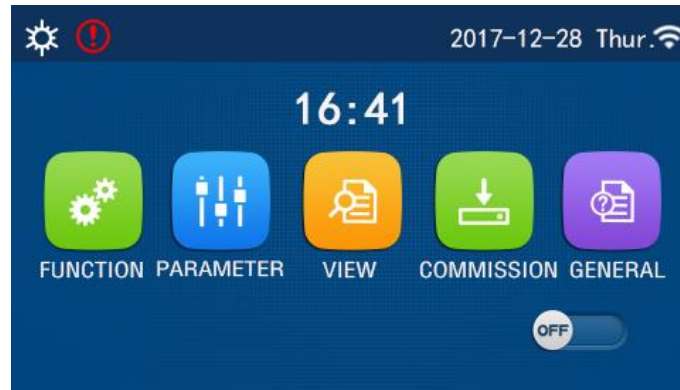 2017-12-28 Thur.
16:41
FUNCTION PARAMETER VIEW COMMISSION GENERAL
OFF